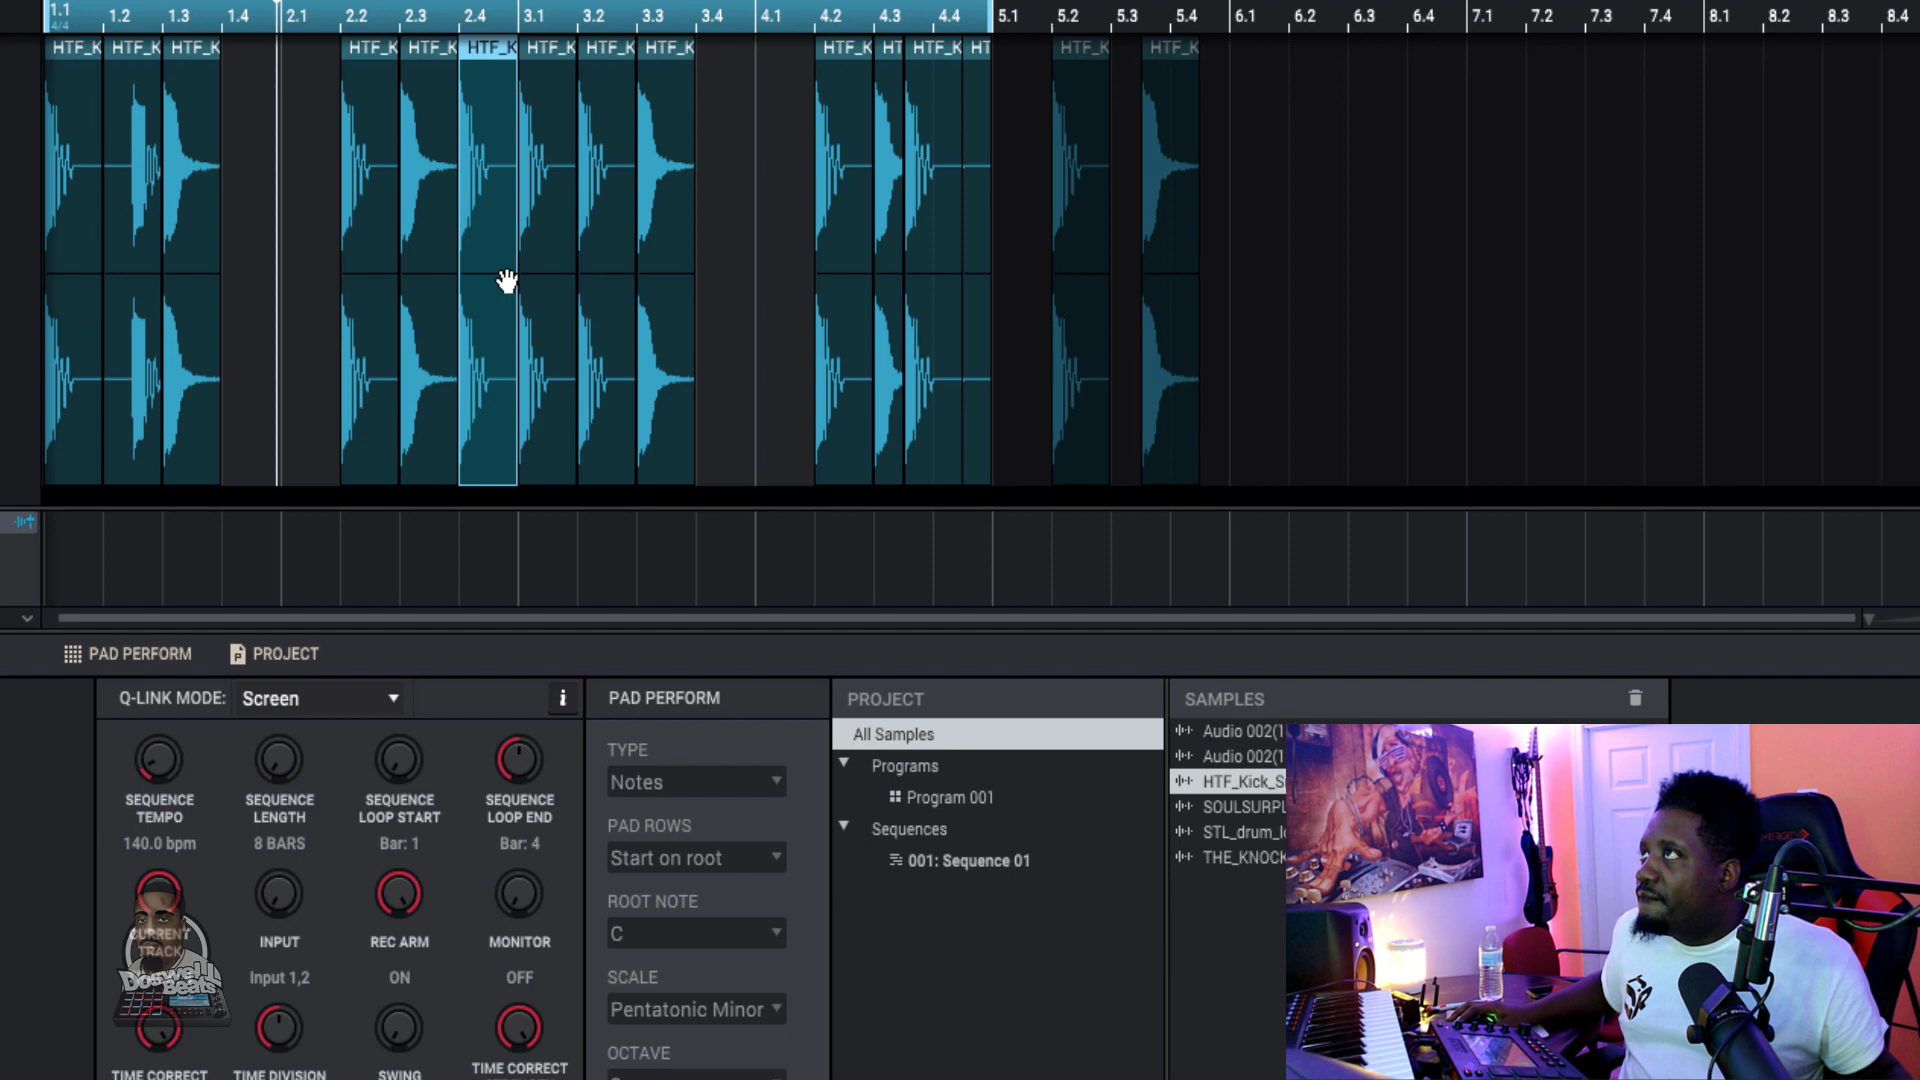 1.1 1.2 1.3 1.4 2.1 2.2 2.3 2.4 3.1 3.2 3.3 3.4 4.1 4.2 4.3 4.4 5.1 5.2 5.3 5.4 6.1 6.2 6.3 6.4 7.1 7.2 7.3 7.4 8.1 8.2 8.3 8.4
4/4
HTF_K HTF_K HTF_K HTF_K HTF_K HTF_K HTF_K HTF_K HTF_K HTF_K HT HTF_K HT HTF_K HTF_K
PAD PERFORM PROJECT
Q-LINK MODE: Screen i
SEQUENCE TEMPO
140.0 bpm
SEQUENCE LENGTH
8 BARS
SEQUENCE LOOP START
Bar: 1
SEQUENCE LOOP END
Bar: 4
CURRENT TRACK
INPUT
Input 1,2
REC ARM
ON
MONITOR
OFF
Doswell Beats
TIME CORRECT
TIME DIVISION
SWING
TIME CORRECT
PAD PERFORM
TYPE
Notes
PAD ROWS
Start on root
ROOT NOTE
C
SCALE
Pentatonic Minor
OCTAVE
PROJECT
All Samples
Programs
Program 001
Sequences
001: Sequence 01
SAMPLES
Audio 002(1
Audio 002(1
HTF_Kick_S
SOULSURPL
STL_drum_l
THE_KNOCK